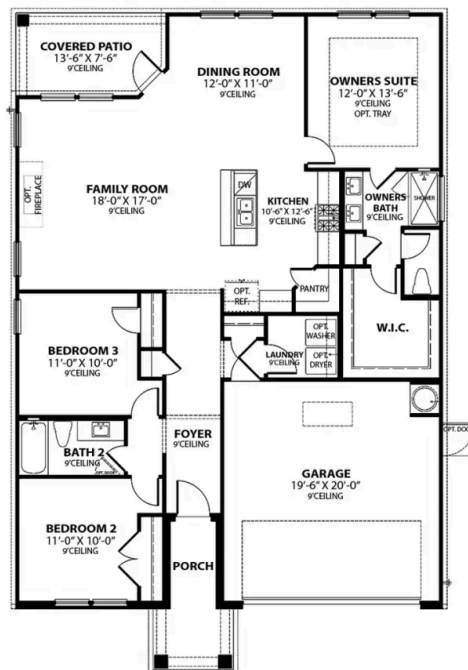 COVERED PATIO
13'-6" X 7'-6"
9'CEILING
DINING ROOM
12'-0" X 11'-0"
9'CEILING
OWNERS SUITE
12'-0" X 13'-6"
9'CEILING
OPT. TRAY
OPT.
FIREPLACE
FAMILY ROOM
18'-0" X 17'-0"
9'CEILING
DW
KITCHEN
10'-6" X 12'-6"
9'CEILING
OWNERS
BATH
9'CEILING
SHOWER
OPT.
REF.
PANTRY
W.I.C.
OPT.
WASHER
LAUNDRY
9'CEILING
OPT.
DRYER
BEDROOM 3
11'-0" X 10'-0"
9'CEILING
BATH 2
9'CEILING
OPT. DOOR
FOYER
9'CEILING
GARAGE
19'-6" X 20'-0"
9'CEILING
OPT. DOO
BEDROOM 2
11'-0" X 10'-0"
9'CEILING
PORCH